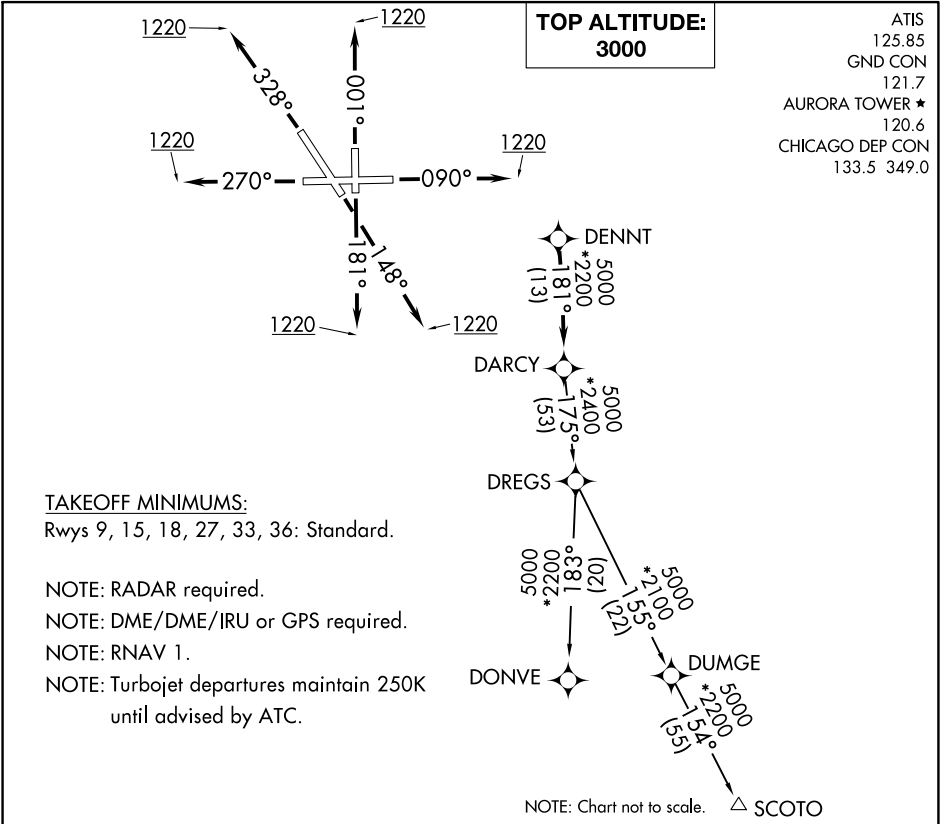 TOP ALTITUDE:
3000
ATIS
125.85
GND CON
121.7
AURORA TOWER ★
120.6
CHICAGO DEP CON
133.5 349.0
1220
1220
328°
001°
1220
1220
270°
090°
181°
148°
1220
1220
DENNT
5000
*2200
181°
(13)
DARCY
5000
*2400
175°
(53)
DREGS
5000
*2200
183°
(20)
5000
*2100
155°
(22)
DONVE
DUMGE
5000
*2200
154°
(55)
SCOTO
TAKEOFF MINIMUMS:
Rwys 9, 15, 18, 27, 33, 36: Standard.
NOTE: RADAR required.
NOTE: DME/DME/IRU or GPS required.
NOTE: RNAV 1.
NOTE: Turbojet departures maintain 250K
until advised by ATC.
NOTE: Chart not to scale.